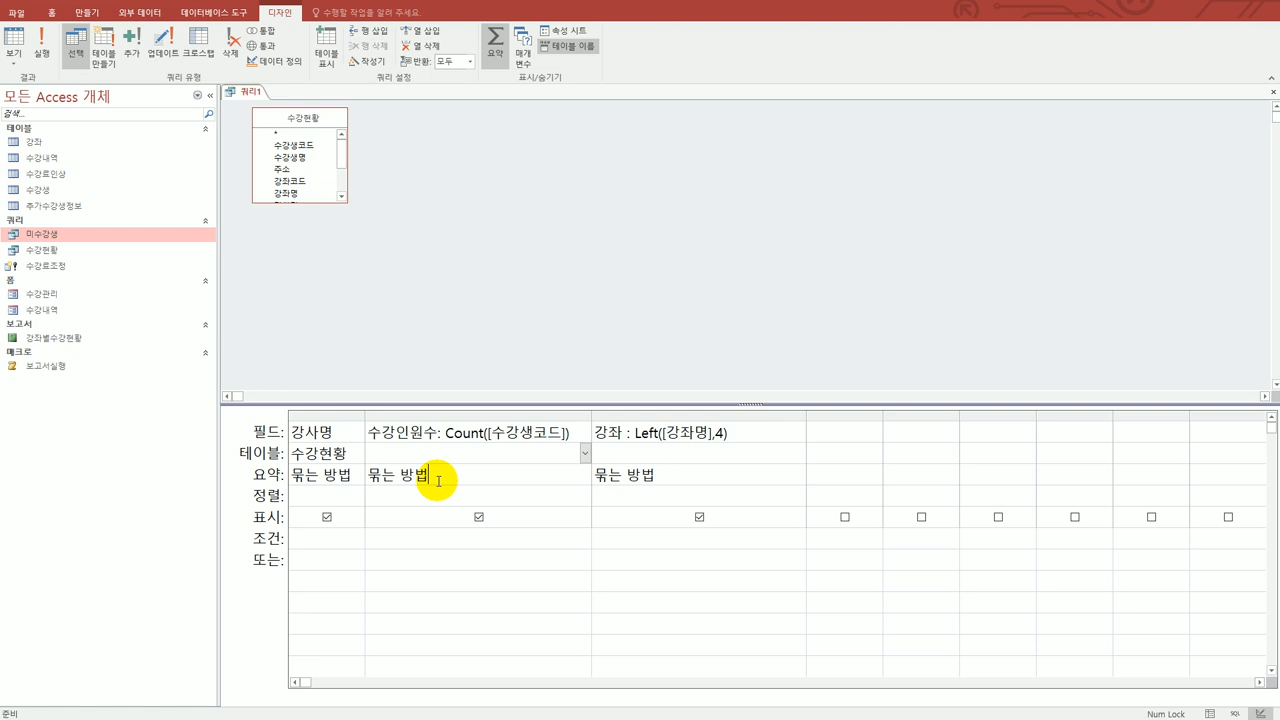 파일 홈 만들기 외부 데이터 데이터베이스 도구 디자인 수행할 작업을 알려 주세요.
보기 실행 선택 테이블 만들기 추가 업데이트 크로스탭 삭제 통합 통과 데이터 정의 테이블 표시 행 삽입 행 삭제 작성기 열 삽입 열 삭제 반환: 모두 요약 매개 변수 속성 시트 테이블 이름
결과 쿼리 유형 쿼리 설정 표시/숨기기
모든 Access 개체
검색...
테이블
강좌
수강내역
수강료인상
수강생
추가수강생정보
쿼리
미수강생
수강현황
수강료조정
폼
수강관리
수강내역
보고서
강좌별수강현황
매크로
보고서실행
쿼리1
수강현황
*
수강생코드
수강생명
주소
강좌코드
강좌명
필드: 강사명 수강인원수: Count([수강생코드]) 강좌 : Left([강좌명],4)
테이블: 수강현황
요약: 묶는 방법 묶는 방법 묶는 방법
정렬:
표시:
조건:
또는:
준비 Num Lock SQL